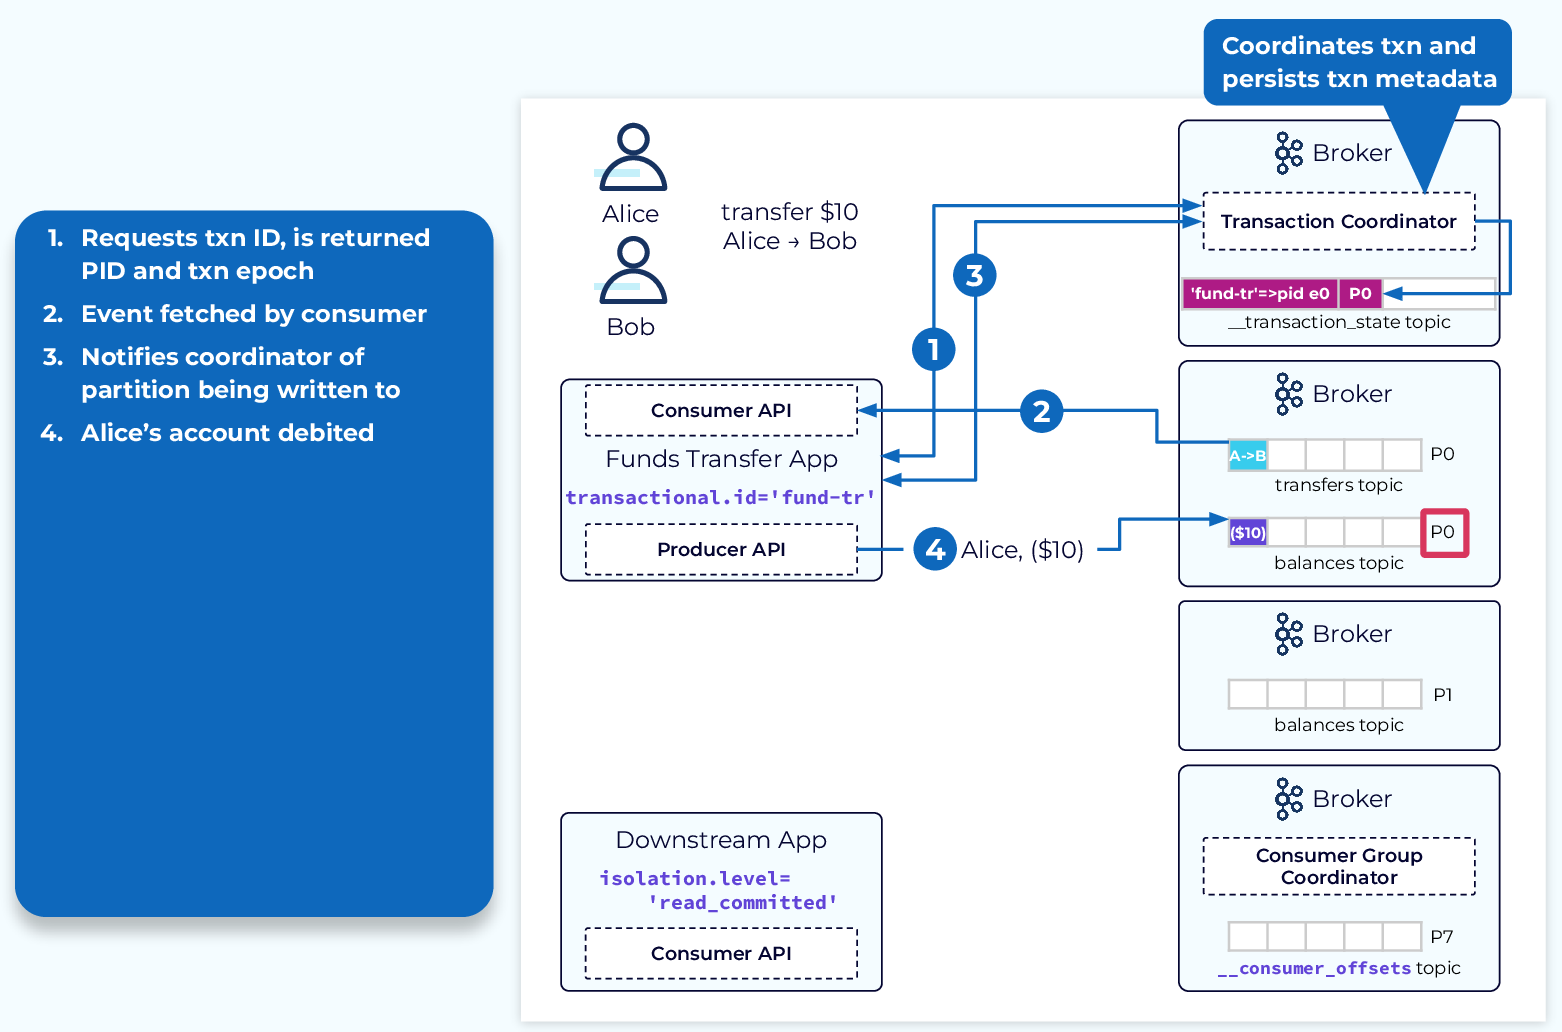 Coordinates txn and
persists txn metadata
1. Requests txn ID, is returned
PID and txn epoch
2. Event fetched by consumer
3. Notifies coordinator of
partition being written to
4. Alice’s account debited
Alice
Bob
transfer $10
Alice → Bob
Broker
Transaction Coordinator
'fund-tr'=>pid e0
P0
__transaction_state topic
1
3
2
Consumer API
Funds Transfer App
transactional.id='fund-tr'
Producer API
4 Alice, ($10)
Broker
A->B
P0
transfers topic
($10)
P0
balances topic
Broker
P1
balances topic
Downstream App
isolation.level=
'read_committed'
Consumer API
Broker
Consumer Group
Coordinator
P7
__consumer_offsets topic